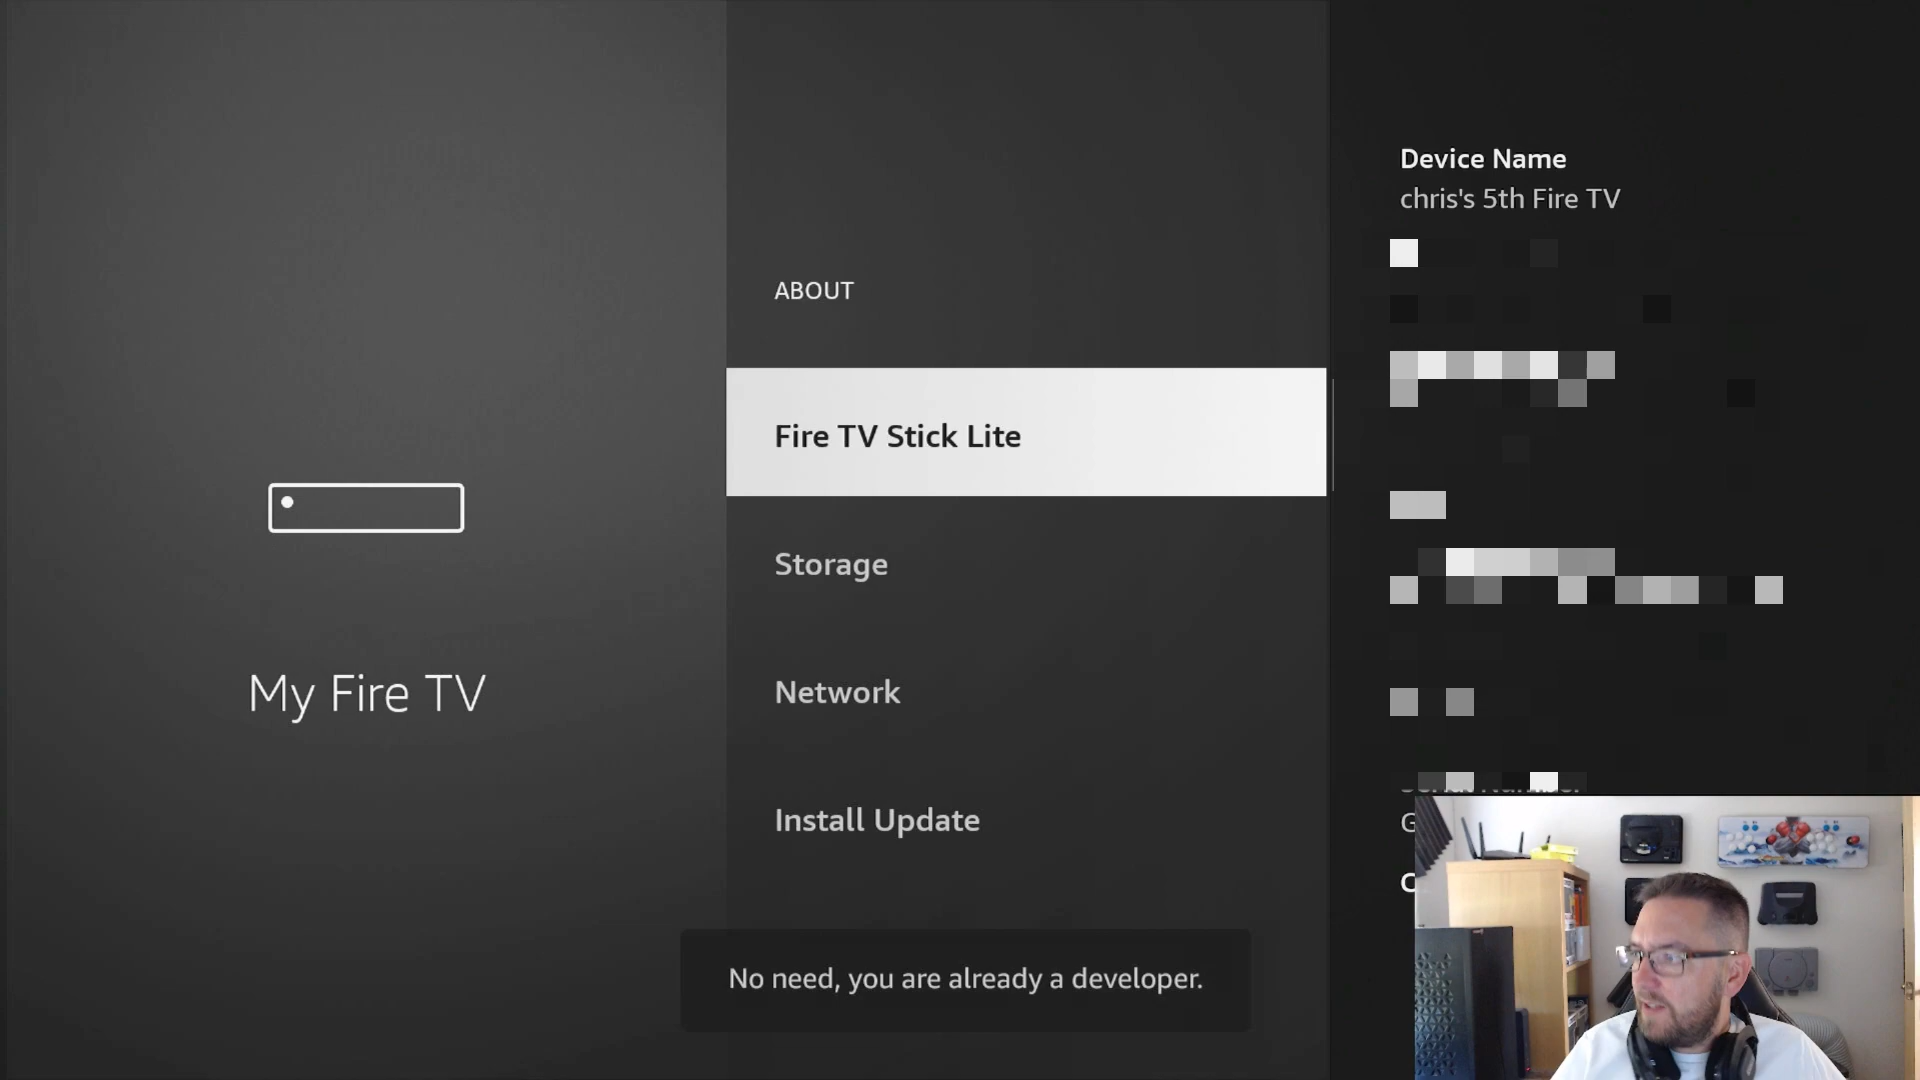 My Fire TV
ABOUT
Fire TV Stick Lite
Storage
Network
Install Update
Device Name
chris's 5th Fire TV
No need, you are already a developer.